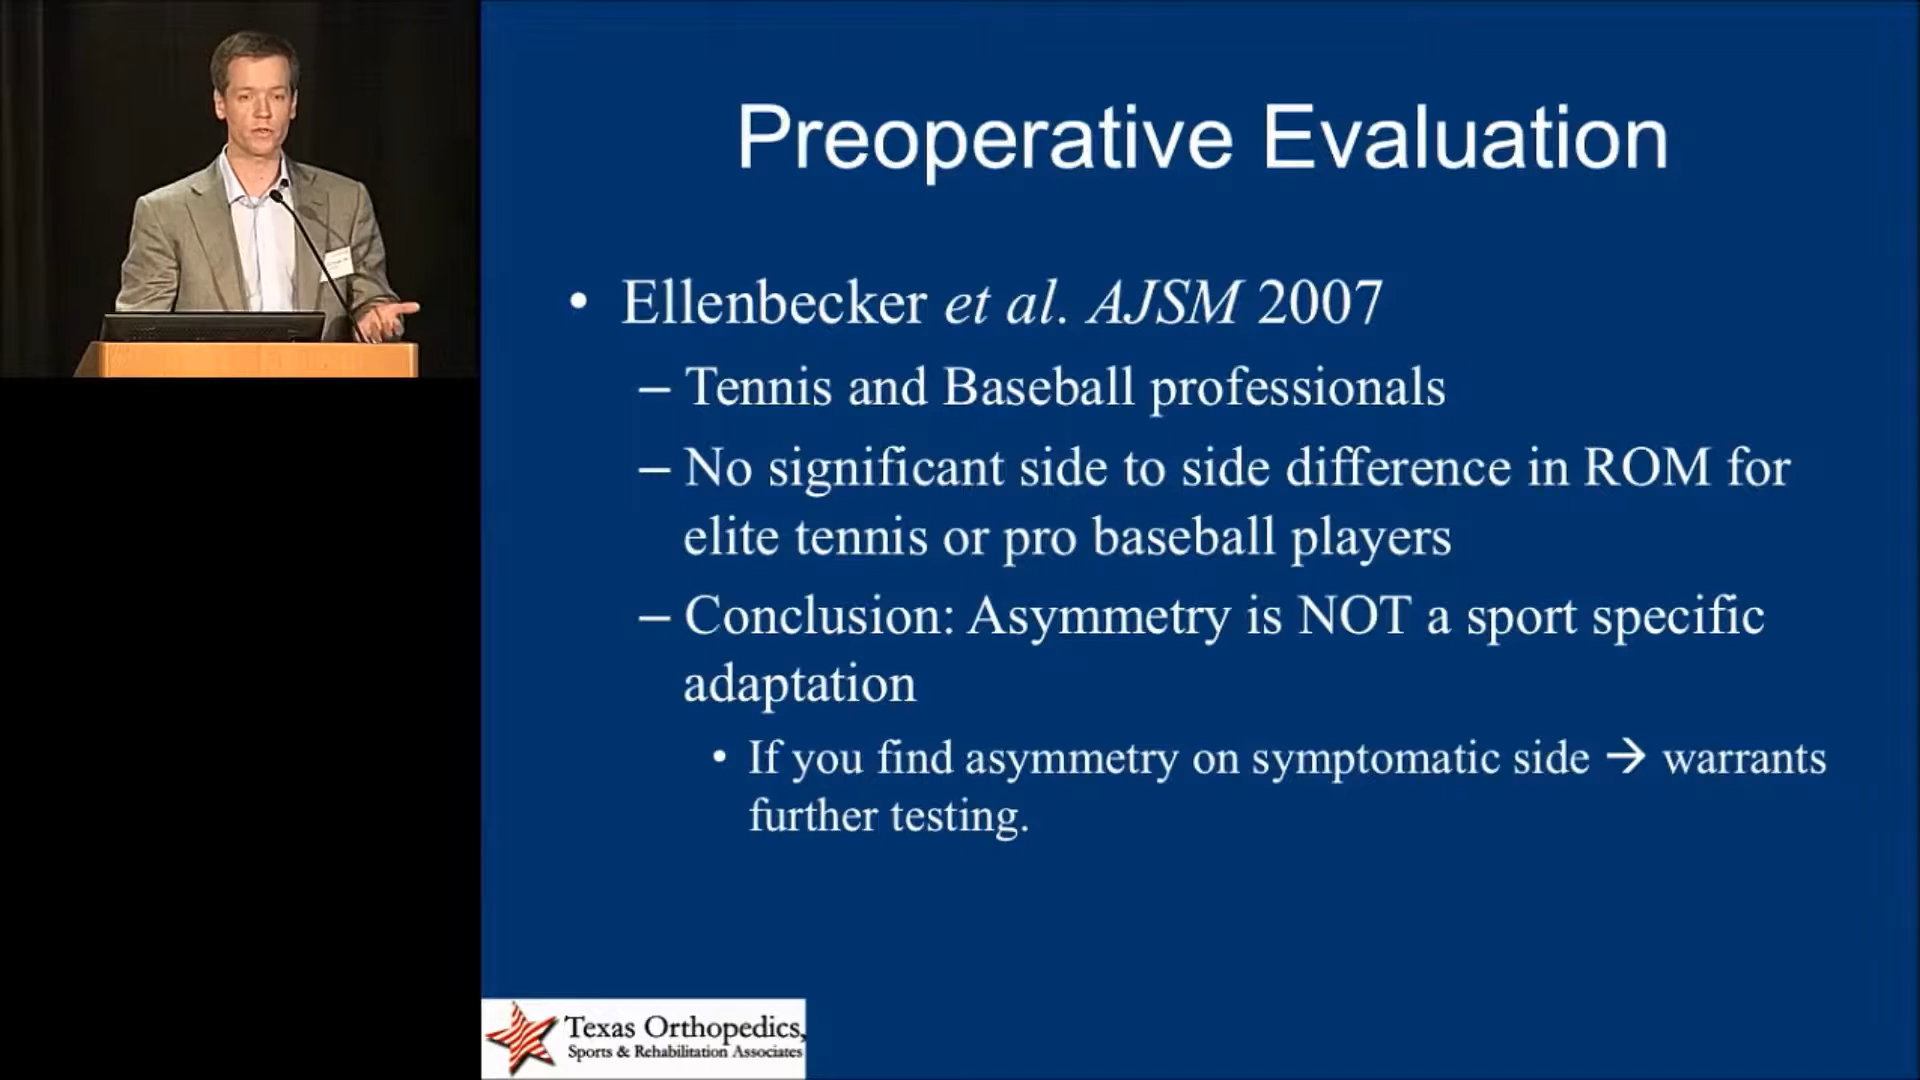 Preoperative Evaluation
• Ellenbecker et al. AJSM 2007
– Tennis and Baseball professionals
– No significant side to side difference in ROM for
elite tennis or pro baseball players
– Conclusion: Asymmetry is NOT a sport specific
adaptation
• If you find asymmetry on symptomatic side → warrants
further testing.
Texas Orthopedics,
Sports & Rehabilitation Associates